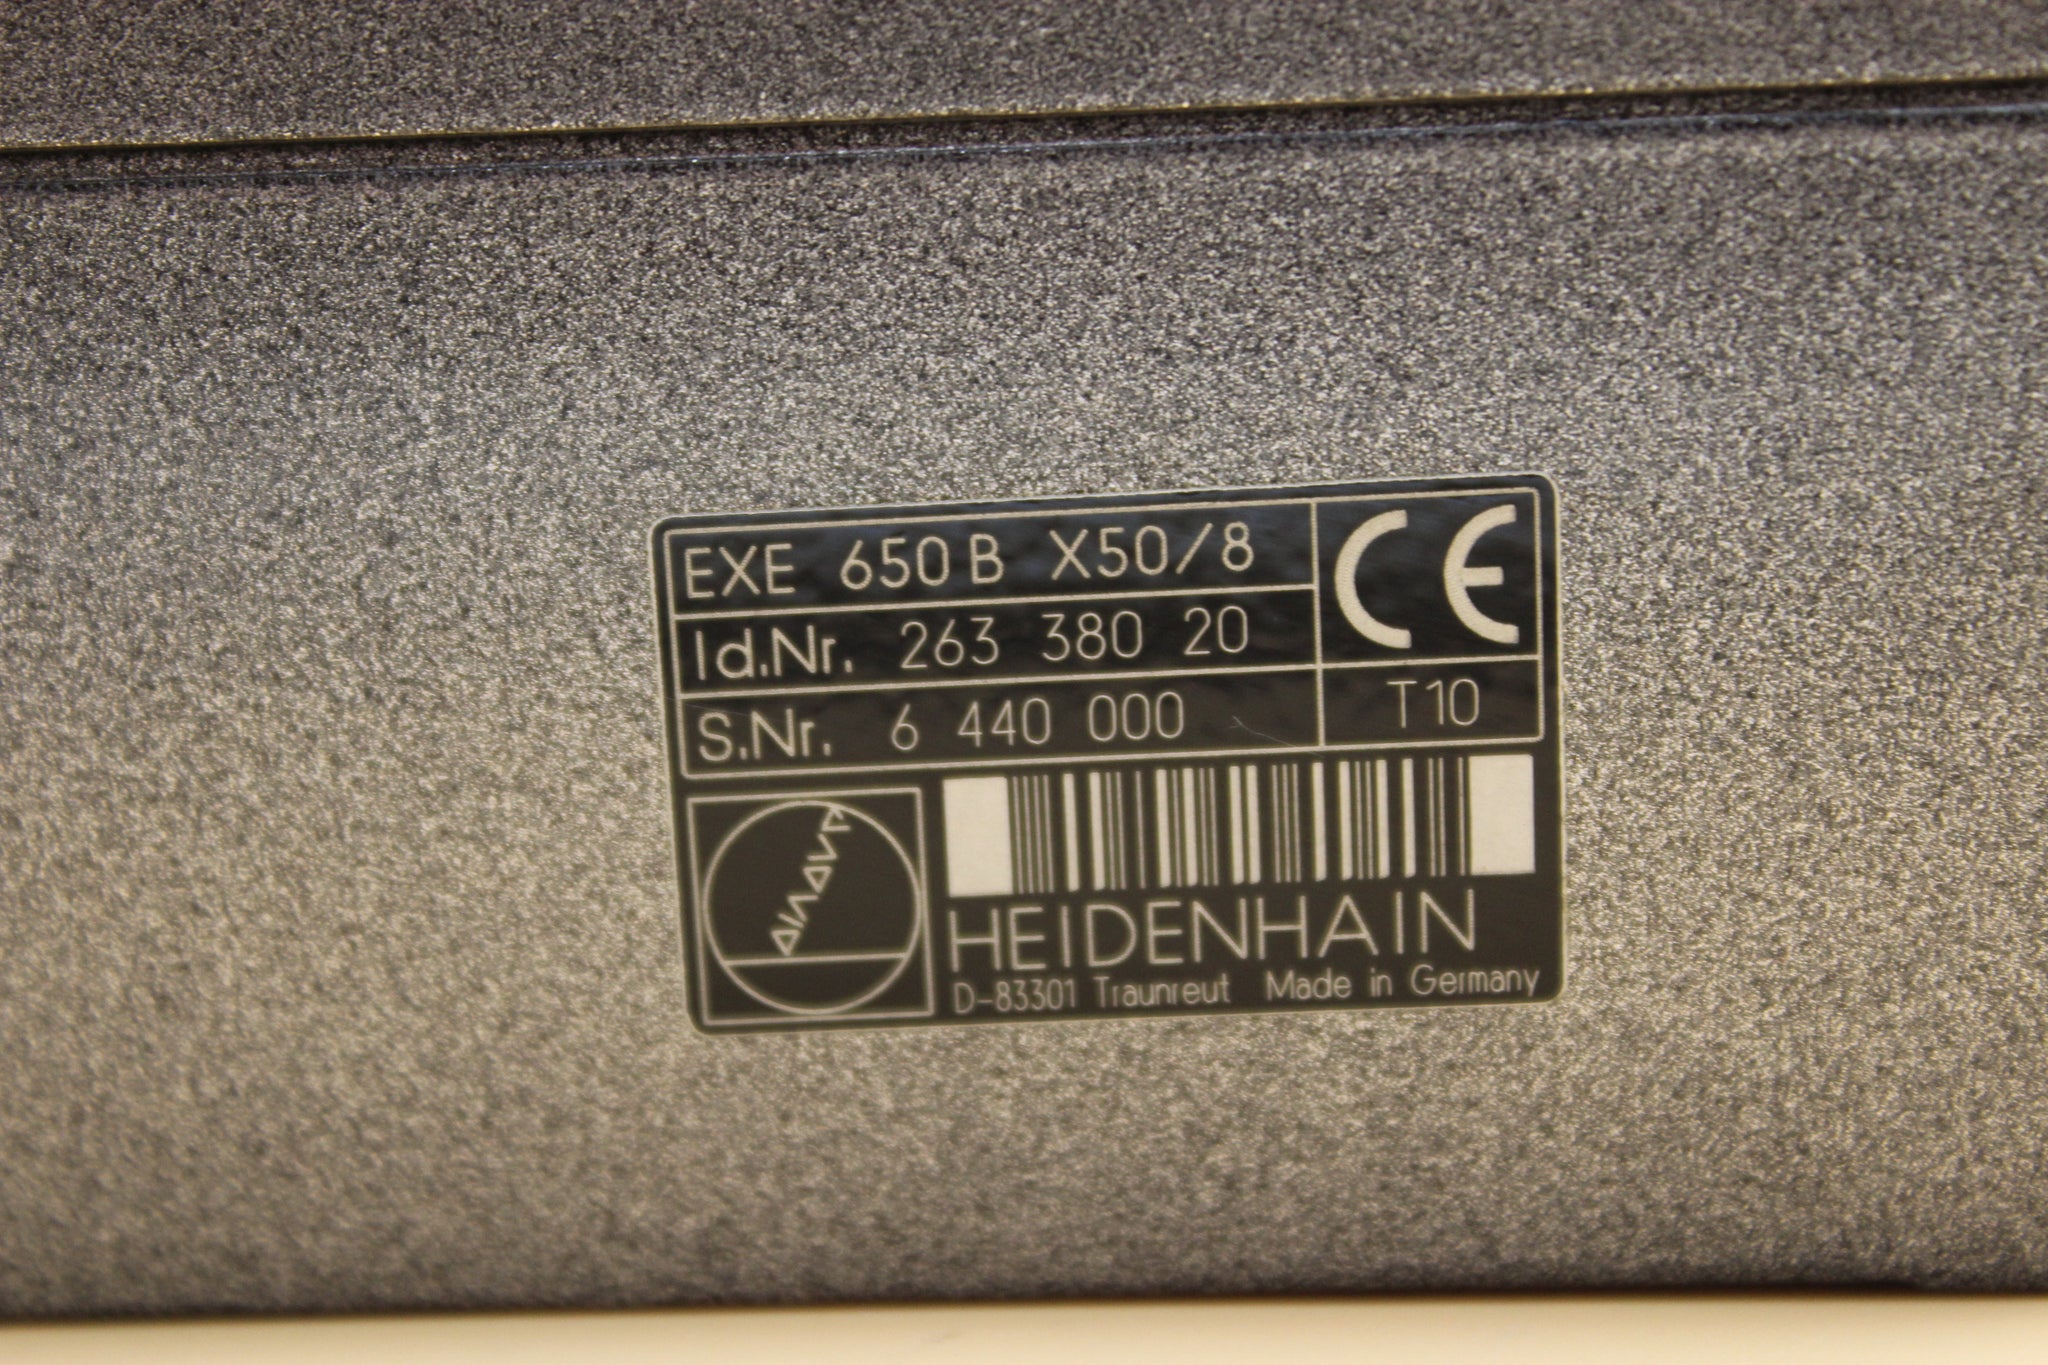 EXE 650 B X50/8
CE
Id.Nr. 263 380 20
S.Nr. 6 440 000
T10
HEIDENHAIN
D-83301 Traunreut Made in Germany